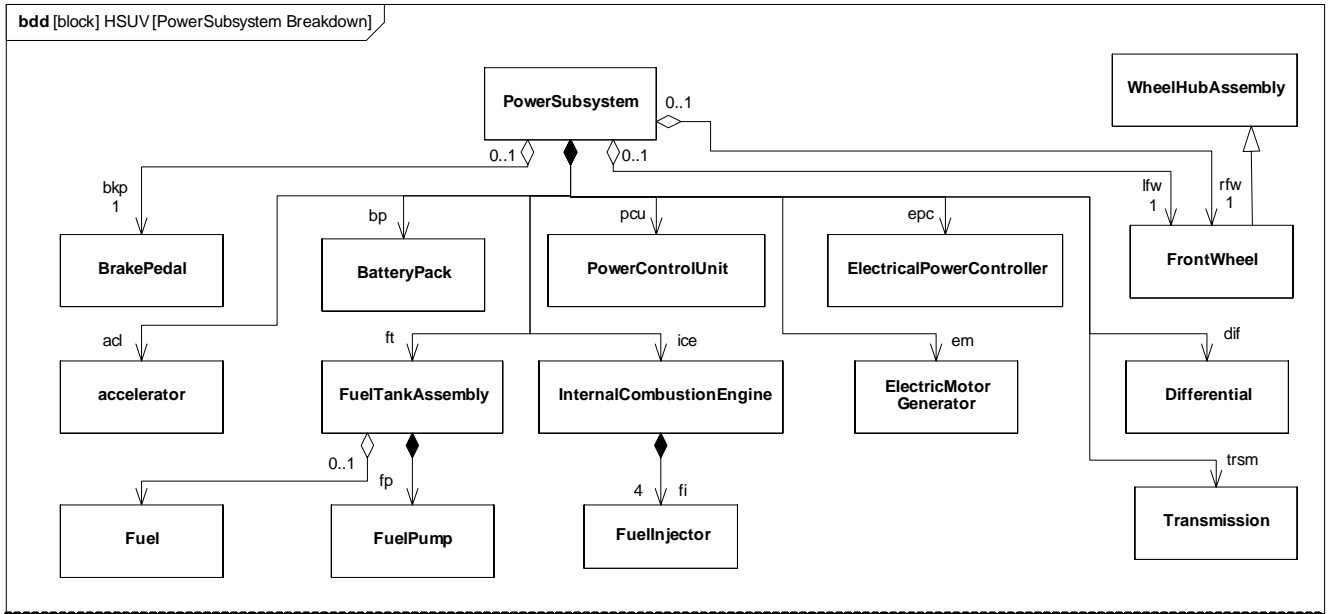 bdd [block] HSUV [PowerSubsystem Breakdown]
PowerSubsystem
0..1
WheelHubAssembly
0..1
0..1
bkp
1
bp
pcu
epc
lfw
1
rfw
1
BrakePedal
BatteryPack
PowerControlUnit
ElectricalPowerController
FrontWheel
acl
ft
ice
em
dif
accelerator
FuelTankAssembly
InternalCombustionEngine
ElectricMotor
Generator
Differential
0..1
fp
4
fi
trsm
Fuel
FuelPump
FuelInjector
Transmission